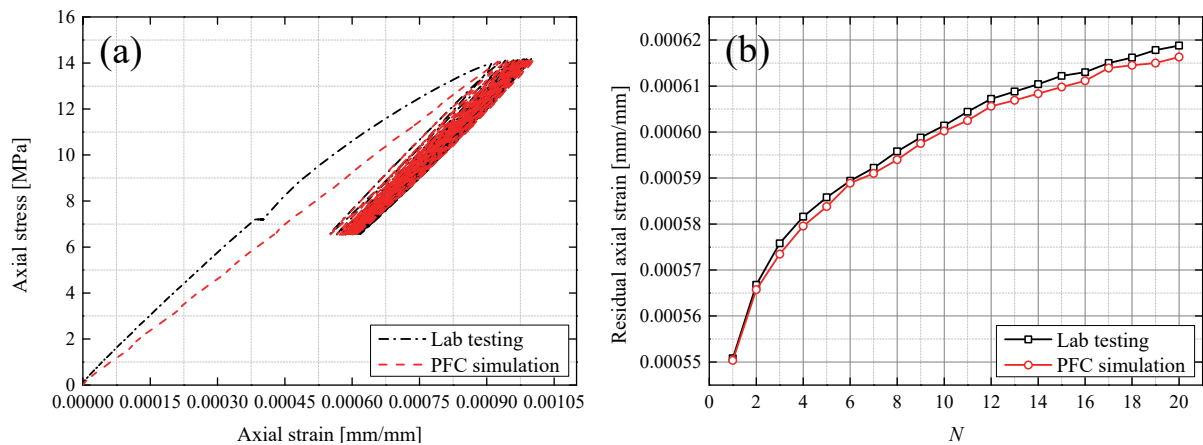 (a)
16
14
12
10
8
6
4
2
0
Axial stress [MPa]
0.00000 0.00015 0.00030 0.00045 0.00060 0.00075 0.00090 0.00105
Axial strain [mm/mm]
Lab testing
PFC simulation
(b)
0.00062
0.00061
0.00060
0.00059
0.00058
0.00057
0.00056
0.00055
Residual axial strain [mm/mm]
0 2 4 6 8 10 12 14 16 18 20
N
Lab testing
PFC simulation